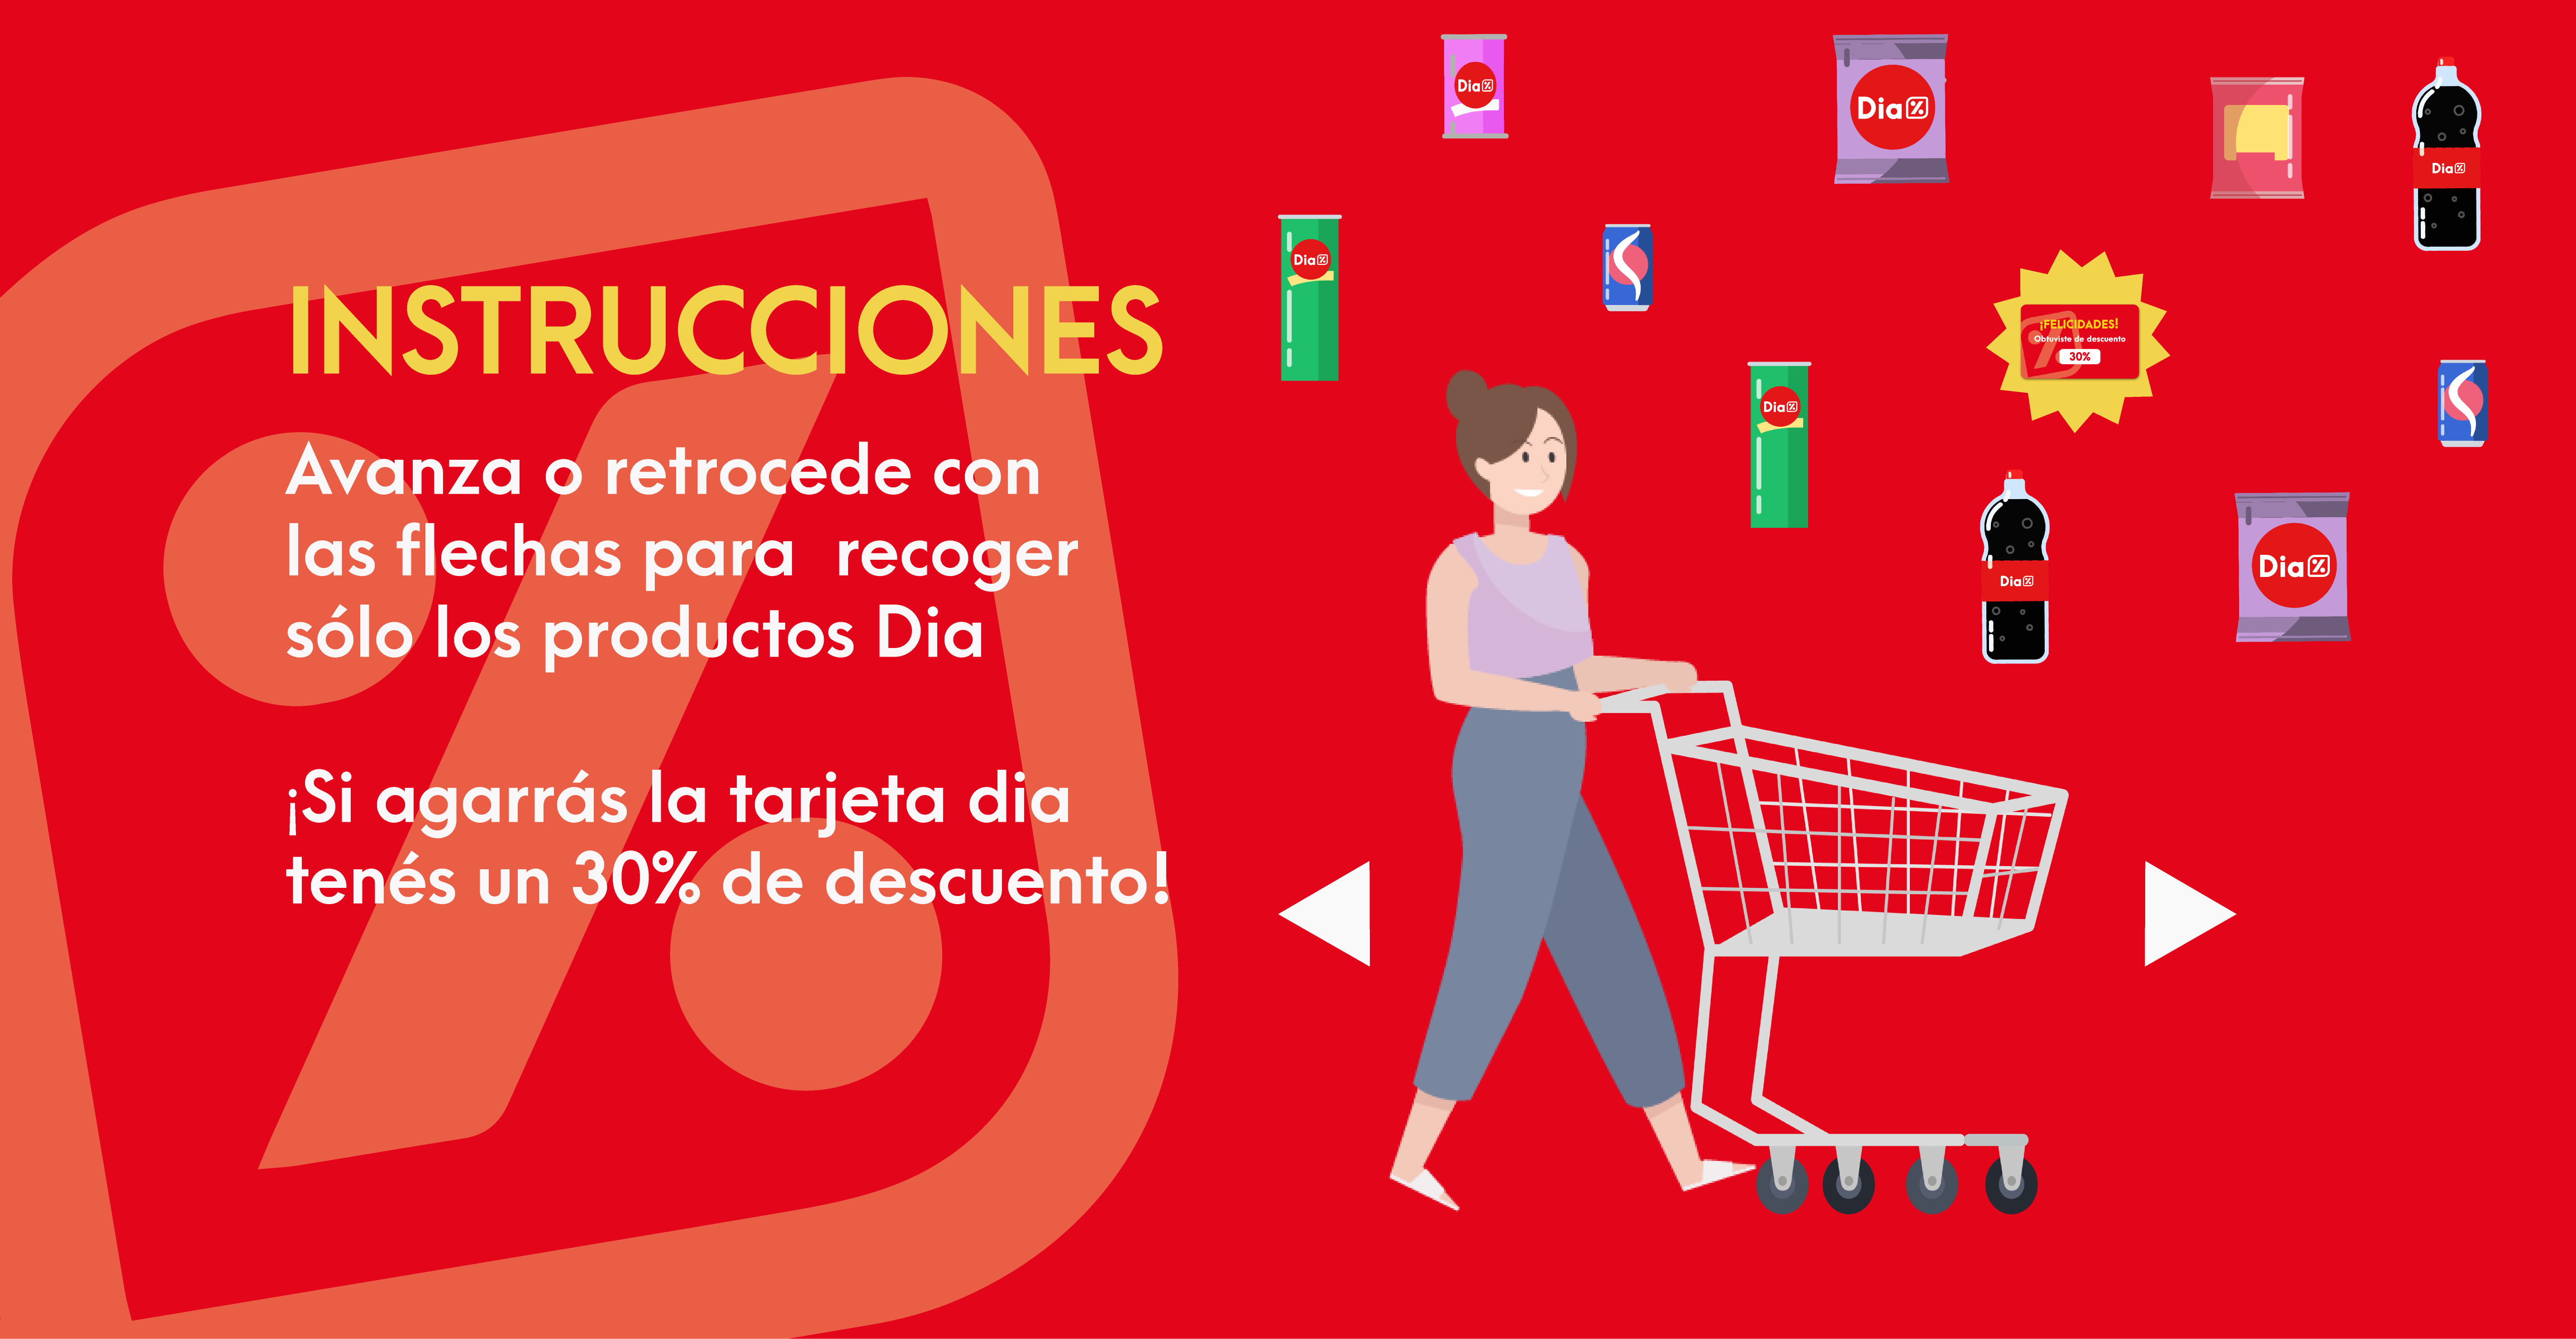 INSTRUCCIONES
Avanza o retrocede con
las flechas para  recoger
sólo los productos Dia
¡Si agarrás la tarjeta dia
tenés un 30% de descuento!
Dia%
Dia%
Dia%
Dia%
¡FELICIDADES!
Obtuviste de descuento
30%
Dia%
Dia%
Dia%